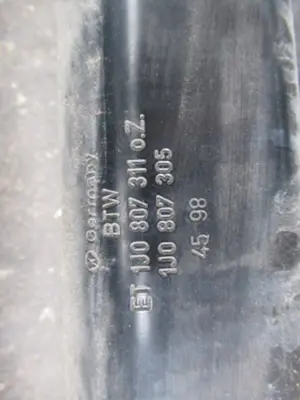 Germany
BTW
ET 1J0 807 311 o.Z.
1J0 807 305
45 98